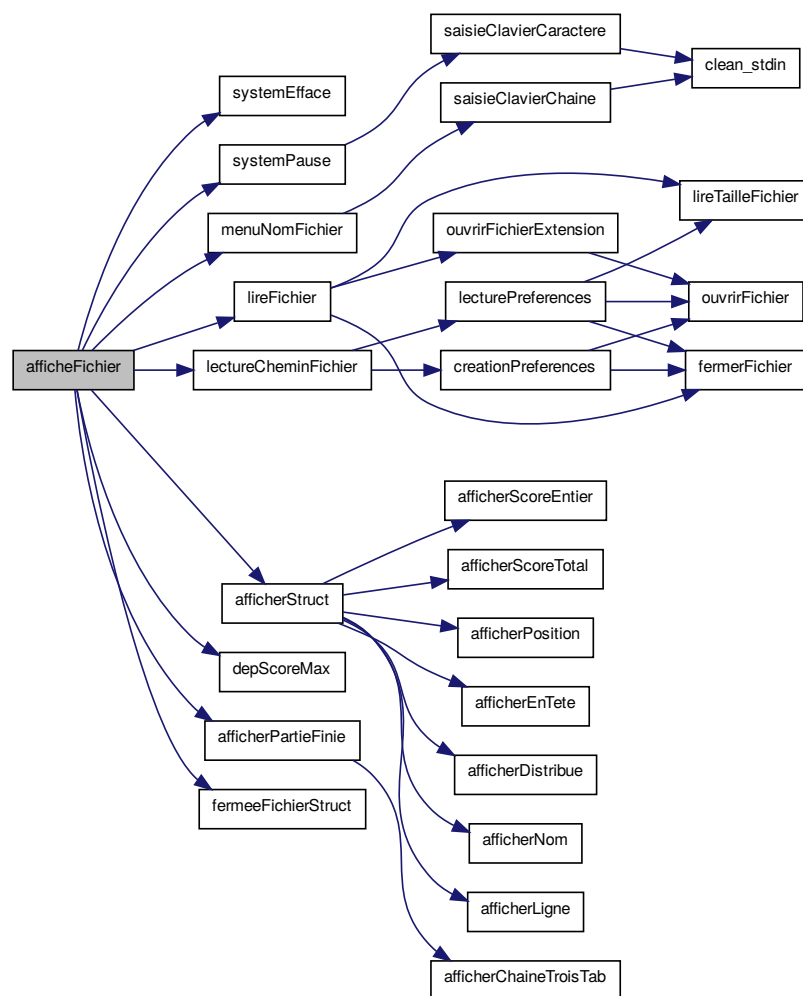 saisieClavierCaractere
clean_stdin
systemEfface
saisieClavierChaine
systemPause
lireTailleFichier
menuNomFichier
ouvrirFichierExtension
lireFichier
lecturePreferences
ouvrirFichier
afficheFichier
lectureCheminFichier
creationPreferences
fermerFichier
afficherScoreEntier
afficherScoreTotal
afficherStruct
afficherPosition
depScoreMax
afficherEnTete
afficherPartieFinie
afficherDistribue
fermeeFichierStruct
afficherNom
afficherLigne
afficherChaineTroisTab